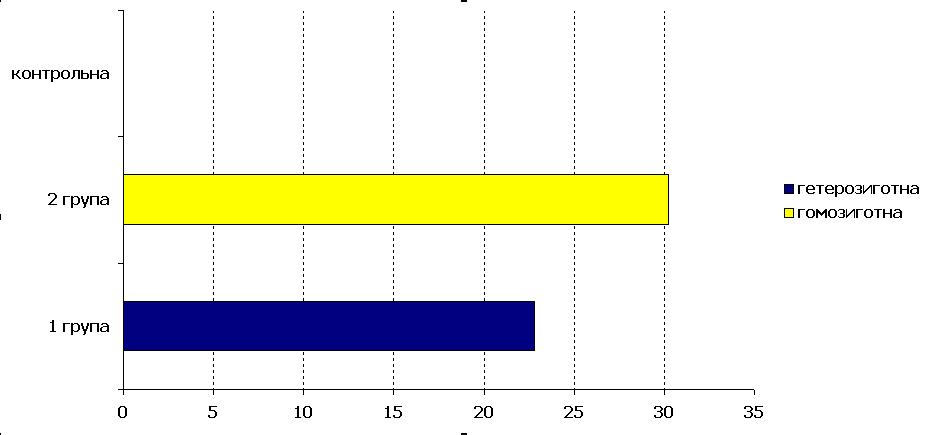 контрольна
2 група
1 група
0 5 10 15 20 25 30 35
гетерозиготна
гомозиготна